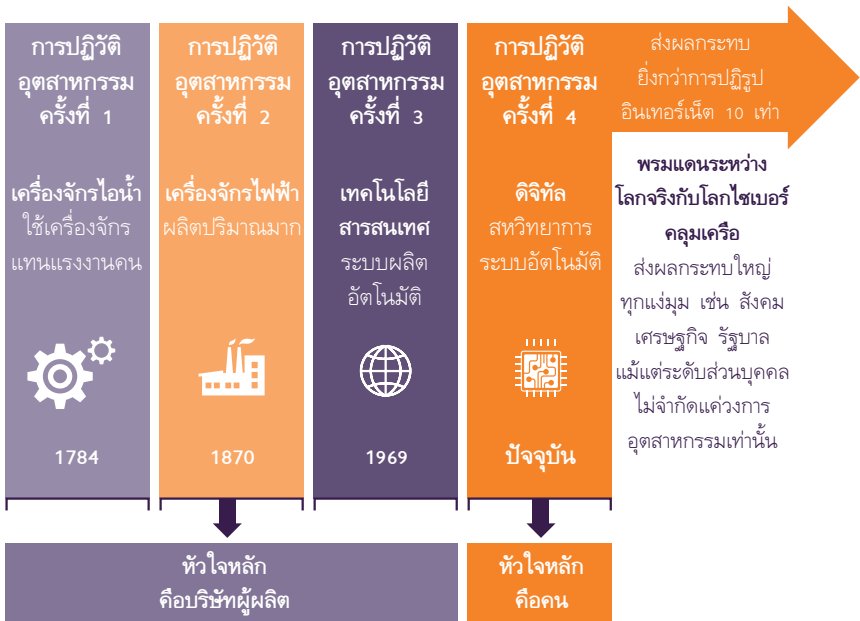 การปฏิวัติ
อุตสาหกรรม
ครั้งที่ 1
เครื่องจักรไอน้ำ
ใช้เครื่องจักร
แทนแรงงานคน
1784
การปฏิวัติ
อุตสาหกรรม
ครั้งที่ 2
เครื่องจักรไฟฟ้า
ผลิตปริมาณมาก
1870
การปฏิวัติ
อุตสาหกรรม
ครั้งที่ 3
เทคโนโลยี
สารสนเทศ
ระบบผลิต
อัตโนมัติ
1969
การปฏิวัติ
อุตสาหกรรม
ครั้งที่ 4
ดิจิทัล
สหวิทยาการ
ระบบอัตโนมัติ
ปัจจุบัน
ส่งผลกระทบ
ยิ่งกว่าการปฏิรูป
อินเทอร์เน็ต 10 เท่า
พรมแดนระหว่าง
โลกจริงกับโลกไซเบอร์
คลุมเครือ
ส่งผลกระทบใหญ่
ทุกแง่มุม เช่น สังคม
เศรษฐกิจ รัฐบาล
แม้แต่ระดับส่วนบุคคล
ไม่จำกัดแค่วงการ
อุตสาหกรรมเท่านั้น
หัวใจหลัก
คือบริษัทผู้ผลิต
หัวใจหลัก
คือคน